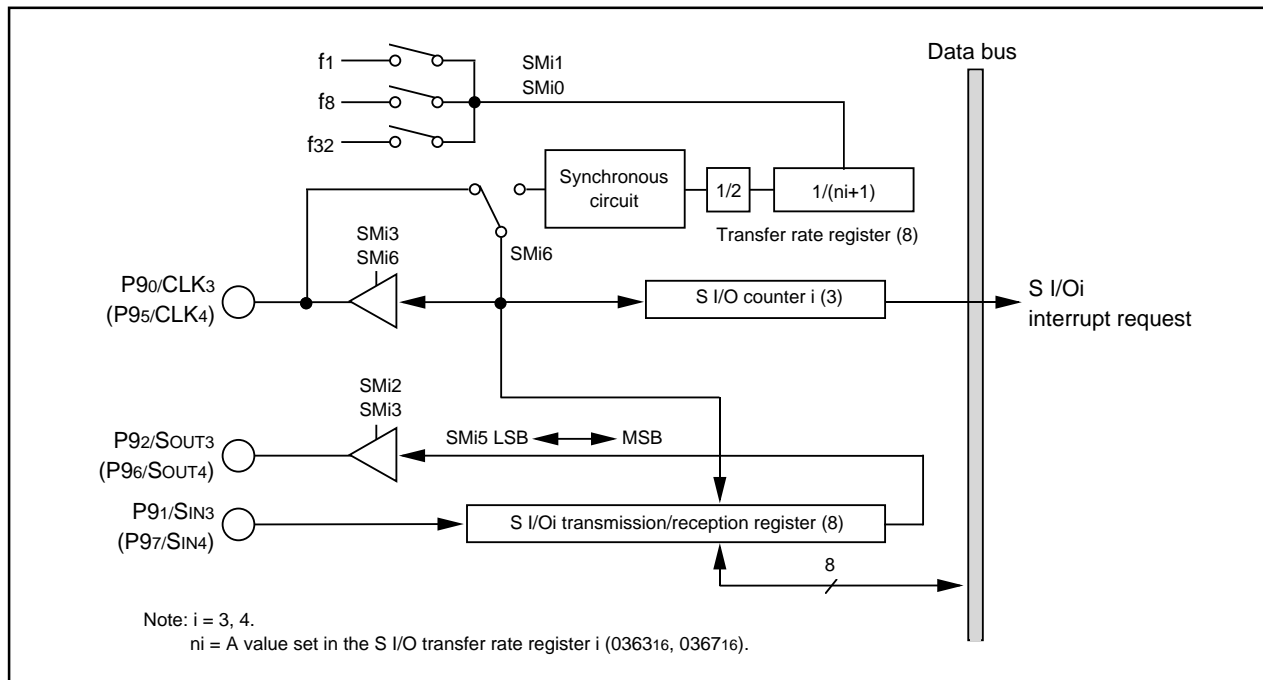 Data bus
f1
SMi1
SMi0
f8
f32
Synchronous
circuit
1/2
1/(ni+1)
Transfer rate register (8)
SMi6
SMi3
SMi6
P90/CLK3
(P95/CLK4)
S I/O counter i (3)
S I/Oi
interrupt request
SMi2
SMi3
P92/SOUT3
(P96/SOUT4)
SMi5 LSB
MSB
P91/SIN3
(P97/SIN4)
S I/Oi transmission/reception register (8)
8
Note: i = 3, 4.
ni = A value set in the S I/O transfer rate register i (036316, 036716).